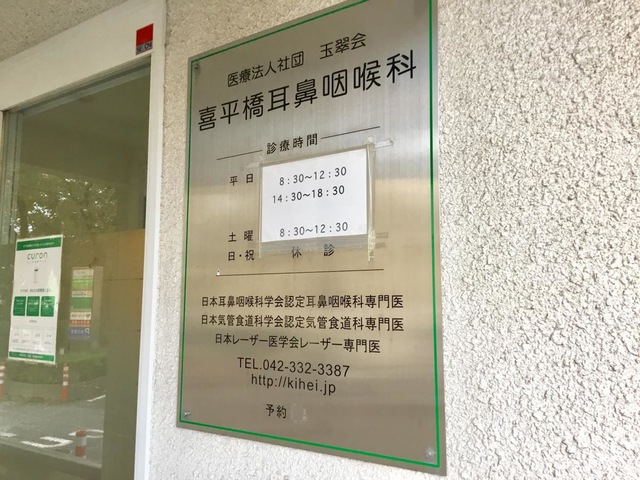 医療法人社団 玉翠会
喜平橋耳鼻咽喉科
診療時間
平日 8:30〜12:30
14:30〜18:30
土曜 8:30〜12:30
日・祝 休診
日本耳鼻咽喉科学会認定耳鼻咽喉科専門医
日本気管食道科学会認定気管食道科専門医
日本レーザー医学会レーザー専門医
TEL.042-332-3387
http://kihei.jp
予約
curon